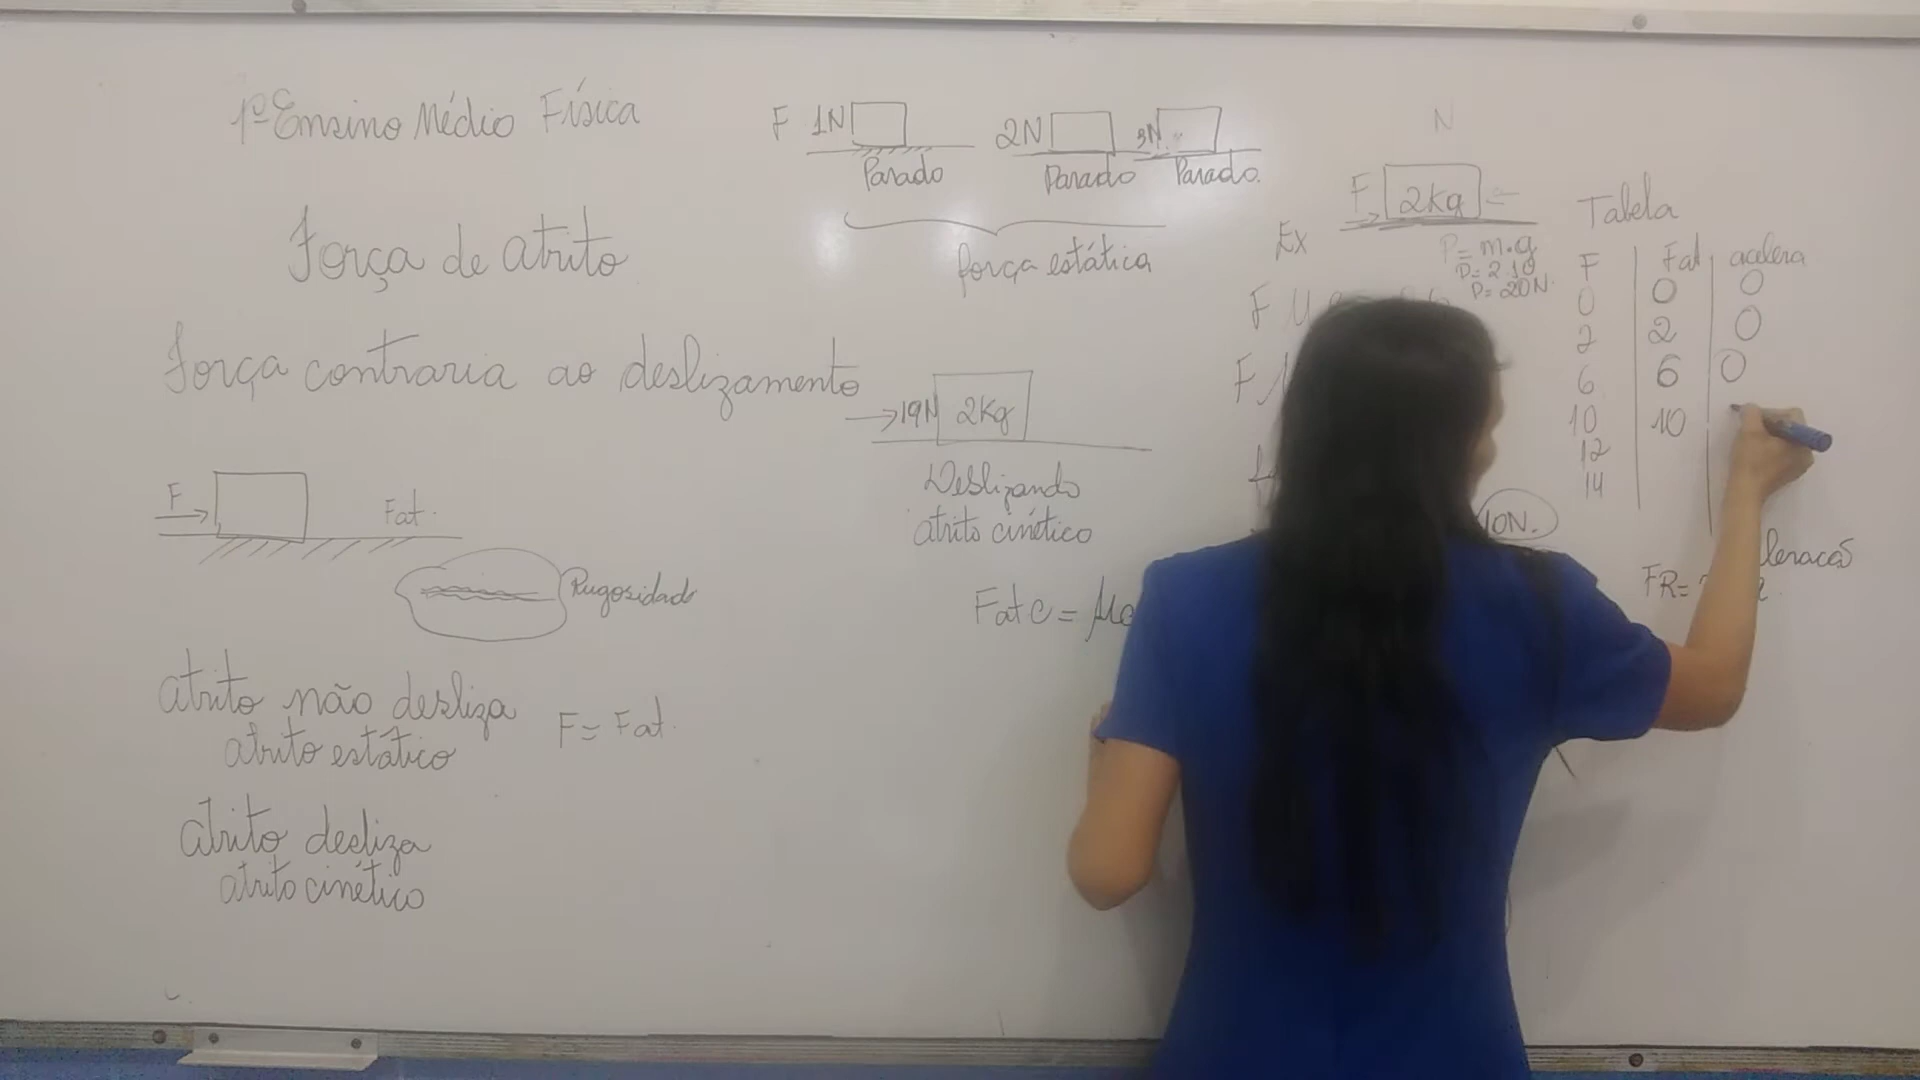 1º Ensino Médio Física
Força de atrito
Força contraria ao deslizamento
F
Fat.
Rugosidade
atrito não desliza
atrito estático
F = Fat.
atrito desliza
atrito cinético
F 1N
Parado
2N
Parado
3N
Parado.
força estática
19N 2Kg
Deslizando
atrito cinético
Fat c =
N
F 2Kg
Ex
P = m.g
P = 2.10
P = 20N.
F
F
10N.
Tabela
F Fat acelera
0 0 0
2 2 0
6 6 0
10 10
12
14
FR=